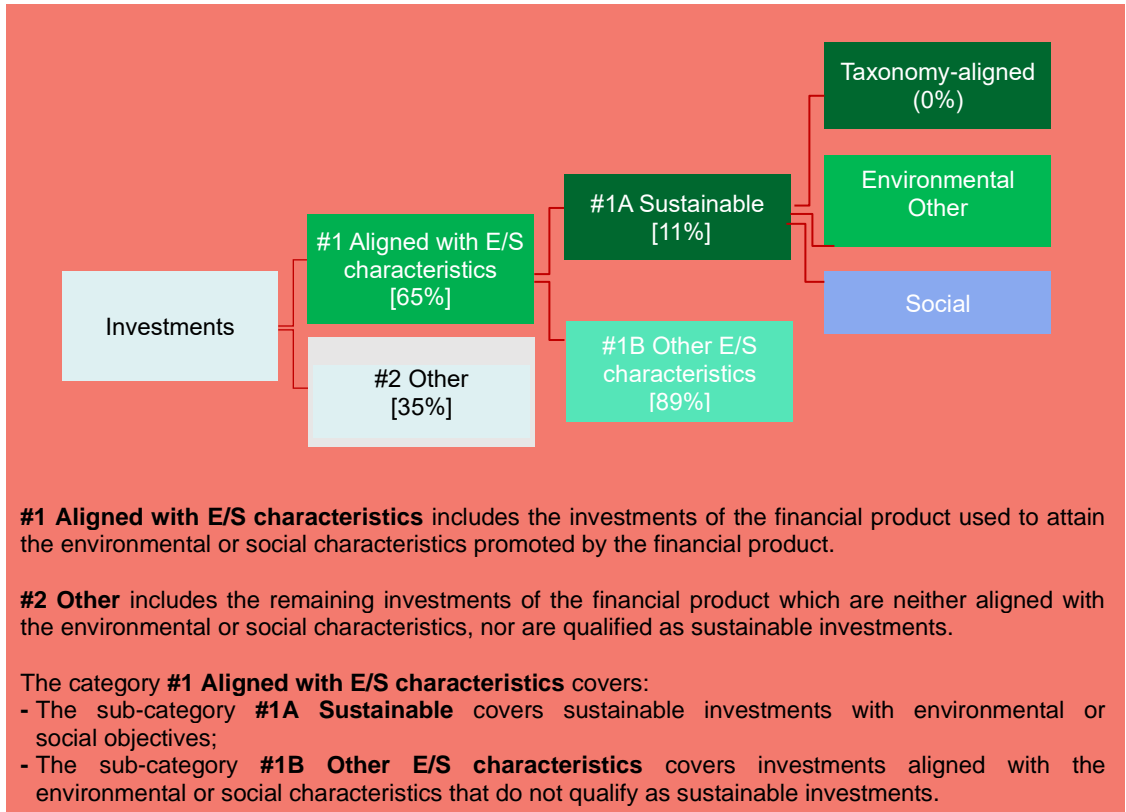 Taxonomy-aligned
(0%)
Environmental
Other
#1A Sustainable
[11%]
#1 Aligned with E/S
characteristics
[65%]
Social
Investments
#1B Other E/S
characteristics
[89%]
#2 Other
[35%]
#1 Aligned with E/S characteristics includes the investments of the financial product used to attain
the environmental or social characteristics promoted by the financial product.
#2 Other includes the remaining investments of the financial product which are neither aligned with
the environmental or social characteristics, nor are qualified as sustainable investments.
The category #1 Aligned with E/S characteristics covers:
- The sub-category #1A Sustainable covers sustainable investments with environmental or
social objectives;
- The sub-category #1B Other E/S characteristics covers investments aligned with the
environmental or social characteristics that do not qualify as sustainable investments.